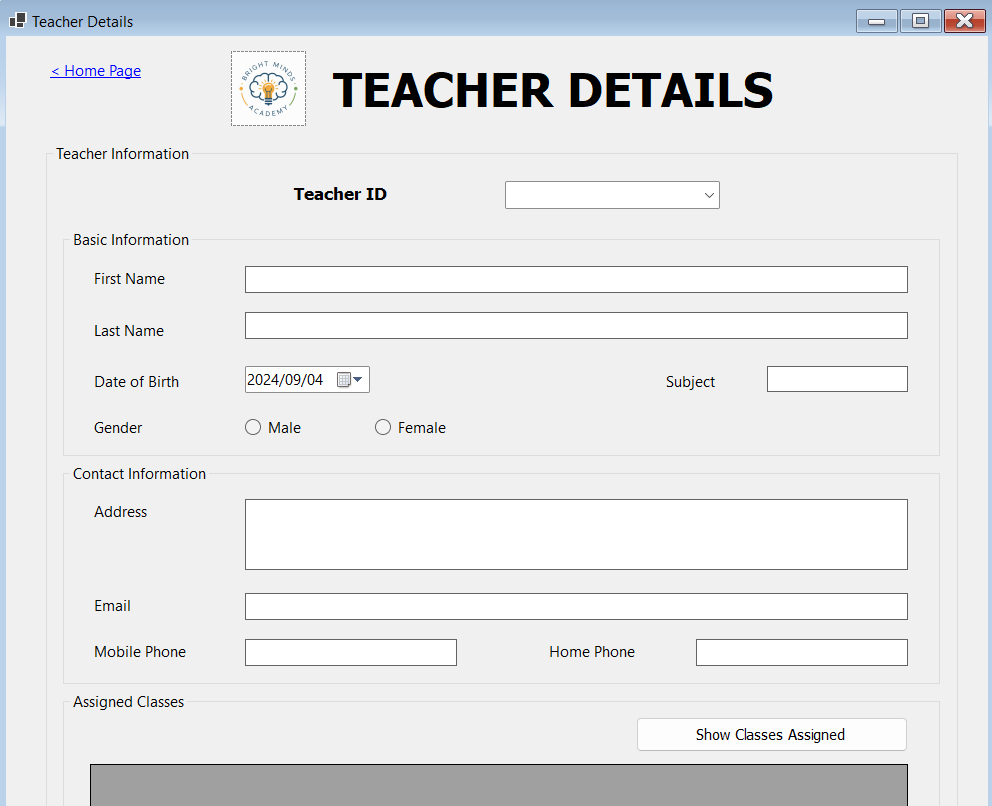 Teacher Details
< Home Page
BRIGHT MINDS
ACADEMY
TEACHER DETAILS
Teacher Information
Teacher ID
Basic Information
First Name
Last Name
Date of Birth 2024/09/04 Subject
Gender Male Female
Contact Information
Address
Email
Mobile Phone Home Phone
Assigned Classes
Show Classes Assigned